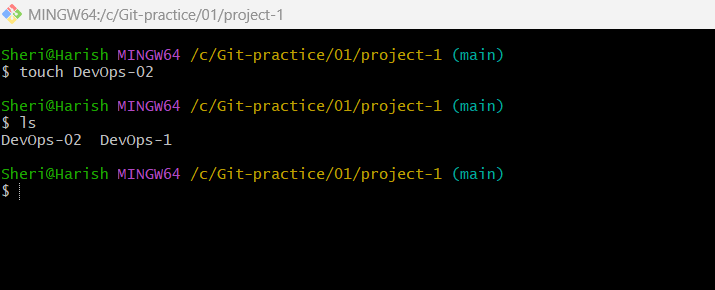 MINGW64:/c/Git-practice/01/project-1
Sheri@Harish MINGW64 /c/Git-practice/01/project-1 (main)
$ touch DevOps-02
Sheri@Harish MINGW64 /c/Git-practice/01/project-1 (main)
$ ls
DevOps-02  DevOps-1
Sheri@Harish MINGW64 /c/Git-practice/01/project-1 (main)
$